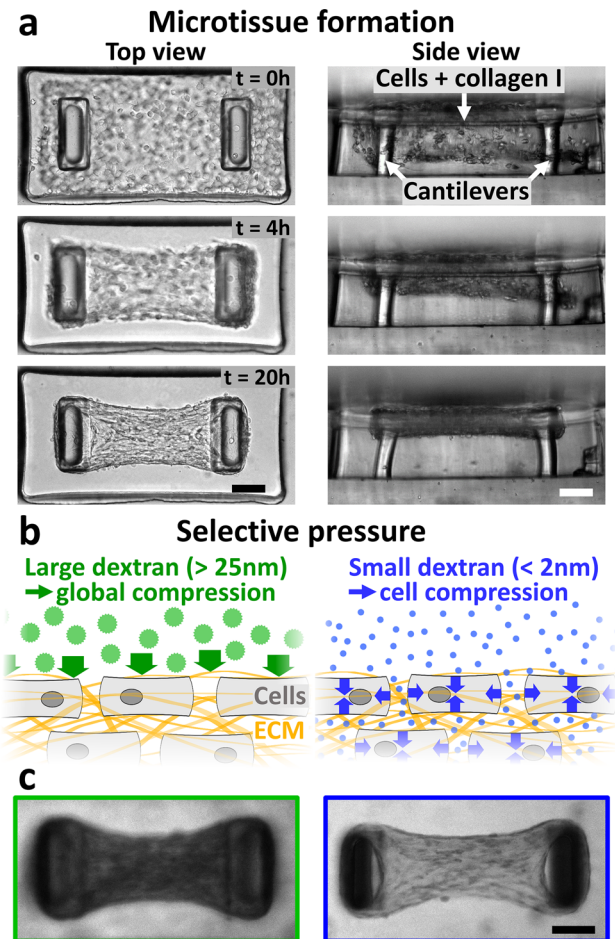 a Microtissue formation
Top view
Side view
t = 0h
Cells + collagen I
Cantilevers
t = 4h
t = 20h
b Selective pressure
Large dextran (> 25nm)
global compression
Small dextran (< 2nm)
cell compression
Cells
ECM
c